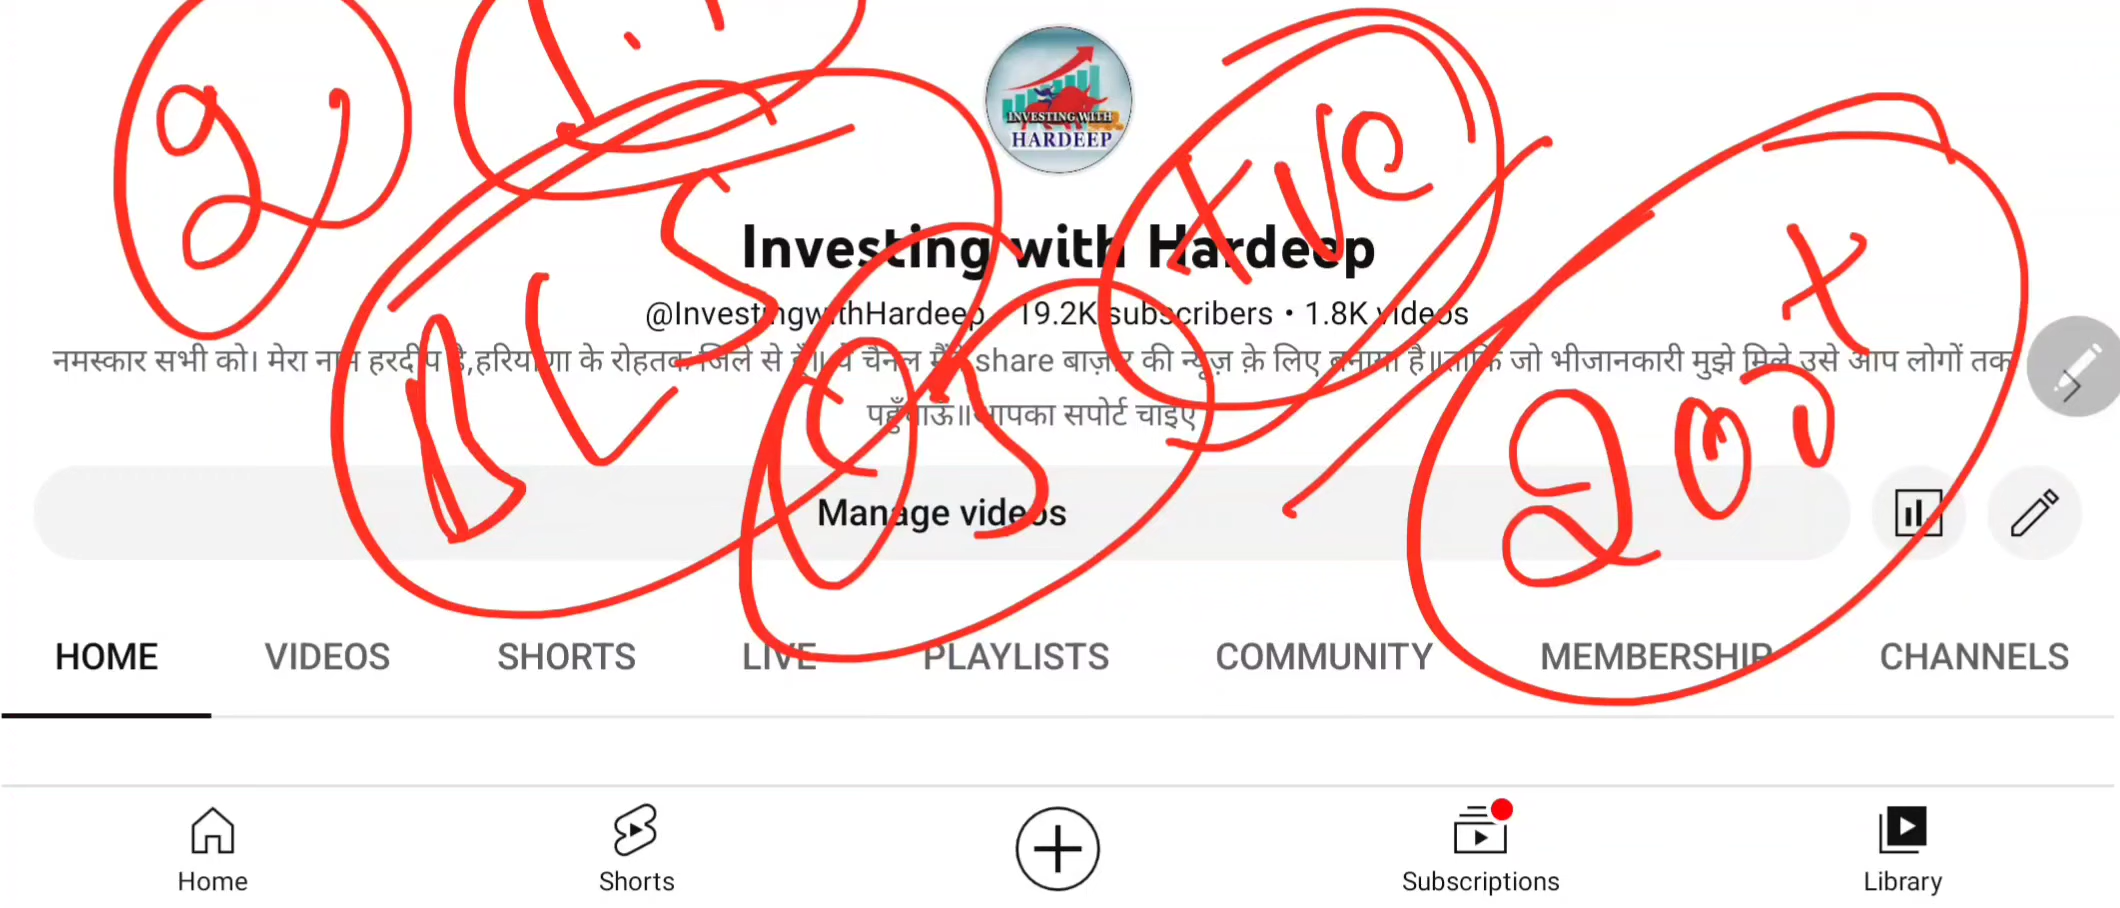 INVESTING WITH
HARDEEP
Investing with Hardeep
@InvestingwithHardeep 19.2K subscribers • 1.8K videos
नमस्कार सभी को। मेरा नाम हरदीप है,हरियाणा के रोहतक जिले से हूँ॥ ये चैनल मैंने share बाज़ार की न्यूज़ क़े लिए बनाया है॥ताकि जो भीजानकारी मुझे मिले उसे आप लोगों तक
पहुँचाऊ॥आपका सपोर्ट चाइए
Manage videos
HOME VIDEOS SHORTS LIVE PLAYLISTS COMMUNITY MEMBERSHIP CHANNELS
Home Shorts Subscriptions Library
2
200